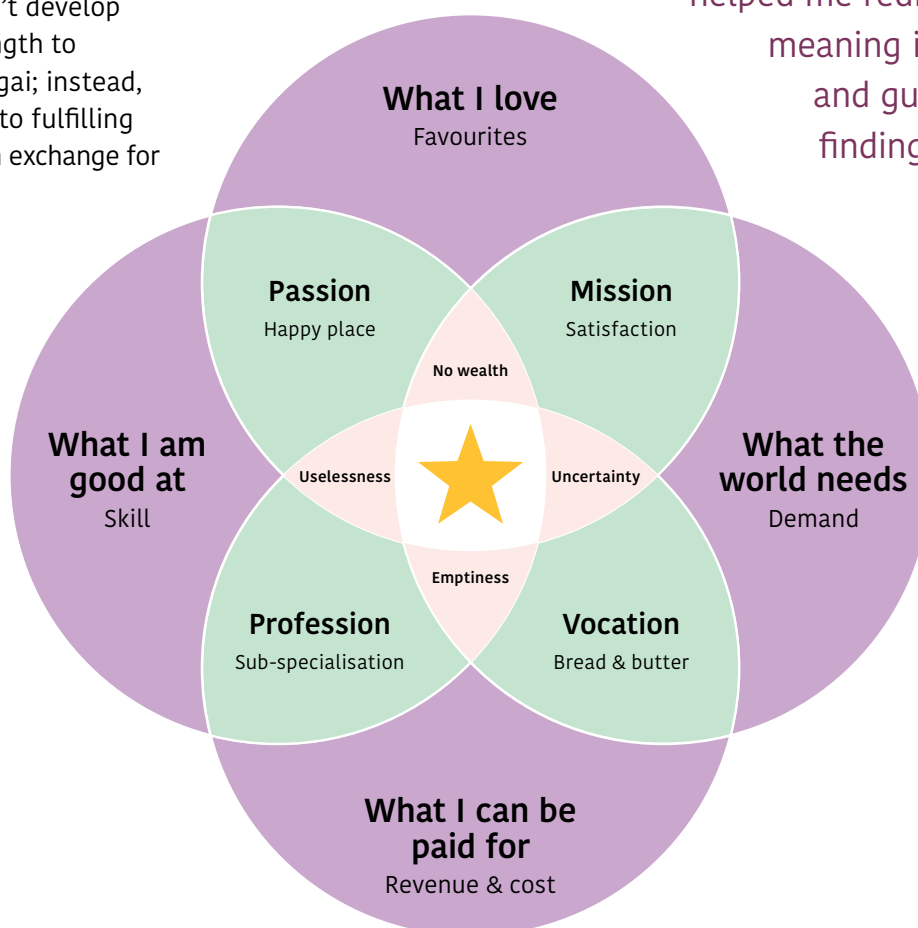 't develop
ngth to
gai; instead,
to fulfilling
exchange for
meaning i
and gu
finding
What I love
Favourites
Passion
Happy place
Mission
Satisfaction
No wealth
What I am
good at
Skill
Uselessness
Uncertainty
What the
world needs
Demand
Emptiness
Profession
Sub-specialisation
Vocation
Bread & butter
What I can be
paid for
Revenue & cost